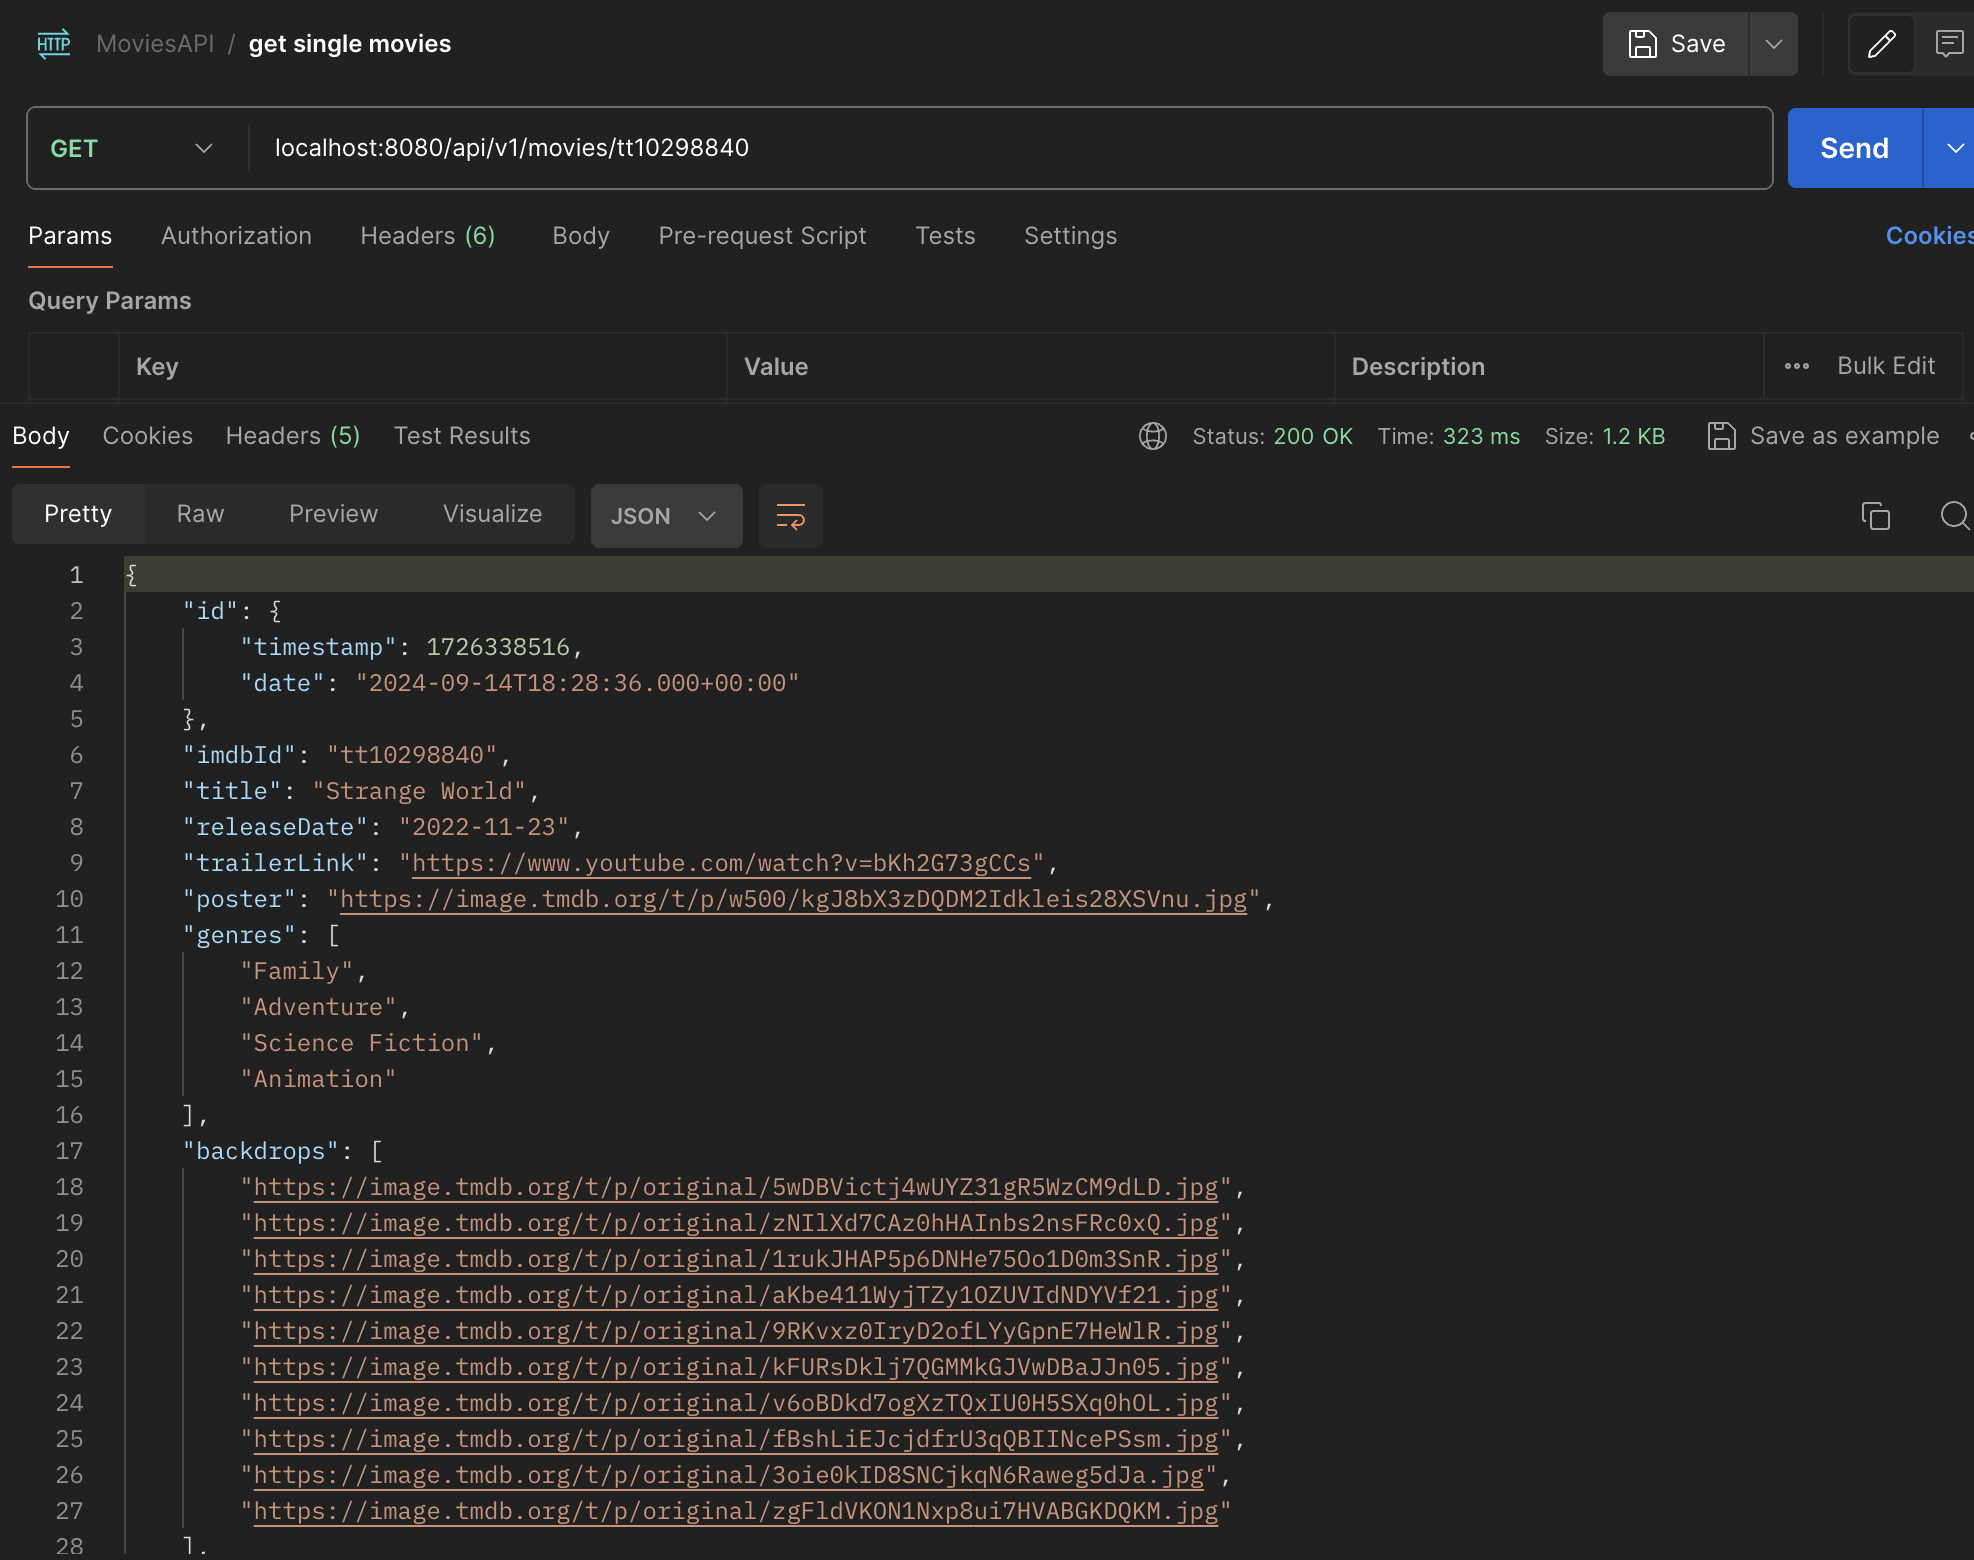 HTTP MoviesAPI / get single movies Save
GET localhost:8080/api/v1/movies/tt10298840 Send
Params Authorization Headers (6) Body Pre-request Script Tests Settings Cookies
Query Params
Key Value Description Bulk Edit
Body Cookies Headers (5) Test Results Status: 200 OK Time: 323 ms Size: 1.2 KB Save as example
Pretty Raw Preview Visualize JSON
1 {
2 "id": {
3 "timestamp": 1726338516,
4 "date": "2024-09-14T18:28:36.000+00:00"
5 },
6 "imdbId": "tt10298840",
7 "title": "Strange World",
8 "releaseDate": "2022-11-23",
9 "trailerLink": "https://www.youtube.com/watch?v=bKh2G73gCCs",
10 "poster": "https://image.tmdb.org/t/p/w500/kgJ8bX3zDQDM2Idkleis28XSVnu.jpg",
11 "genres": [
12 "Family",
13 "Adventure",
14 "Science Fiction",
15 "Animation"
16 ],
17 "backdrops": [
18 "https://image.tmdb.org/t/p/original/5wDBVictj4wUYZ31gR5WzCM9dLD.jpg",
19 "https://image.tmdb.org/t/p/original/zNIlXd7CAz0hHAInbs2nsFRc0xQ.jpg",
20 "https://image.tmdb.org/t/p/original/1rukJHAP5p6DNHe75Oo1D0m3SnR.jpg",
21 "https://image.tmdb.org/t/p/original/aKbe411WyjTZy1OZUVIdNDYVf21.jpg",
22 "https://image.tmdb.org/t/p/original/9RKvxz0IryD2ofLYyGpnE7HeWlR.jpg",
23 "https://image.tmdb.org/t/p/original/kFURsDklj7QGMMkGJVwDBaJJn05.jpg",
24 "https://image.tmdb.org/t/p/original/v6oBDkd7ogXzTQxIU0H5SXq0hOL.jpg",
25 "https://image.tmdb.org/t/p/original/fBshLiEJcjdfrU3qQBIINcePSsm.jpg",
26 "https://image.tmdb.org/t/p/original/3oie0kID8SNCjkqN6Raweg5dJa.jpg",
27 "https://image.tmdb.org/t/p/original/zgFldVKON1Nxp8ui7HVABGKDQKM.jpg"
28 ],